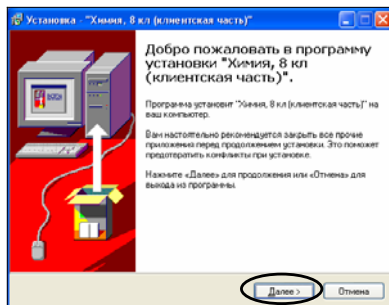 Установка - "Химия, 8 кл (клиентская часть)"
Добро пожаловать в программу
установки "Химия, 8 кл
(клиентская часть)".
Программа установит "Химия, 8 кл (клиентская часть)" на
ваш компьютер.
Вам настоятельно рекомендуется закрыть все прочие
приложения перед продолжением установки. Это поможет
предотвратить конфликты при установке.
Нажмите «Далее» для продолжения или «Отмена» для
выхода из программы.
Далее >
Отмена